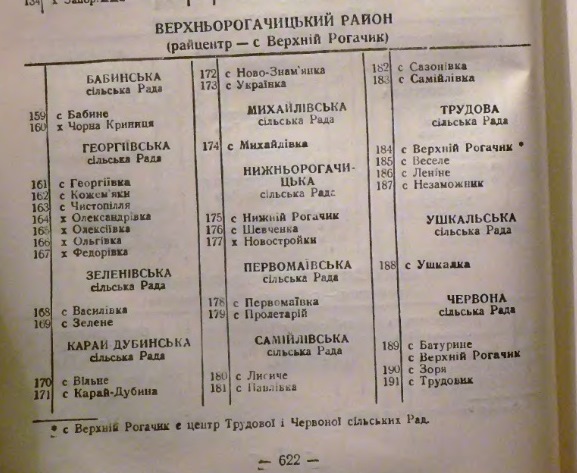 134 х
ВЕРХНЬОРОГАЧИЦЬКИЙ РАЙОН
(райцентр — с Верхній Рогачик)
БАБИНСЬКА
сільська Рада
159 с Бабине
160 х Чорна Криниця
ГЕОРГІЇВСЬКА
сільська Рада
161 с Георгіївка
162 с Кожем'яки
163 с Чистопілля
164 х Олександрівка
165 х Олексіївка
166 х Ольгівка
167 х Федорівка
ЗЕЛЕНІВСЬКА
сільська Рада
168 с Василівка
169 с Зелене
КАРАЙ ДУБИНСЬКА
сільська Рада
170 с Вільне
171 с Карай-Дубина
172 с Ново-Знам'янка
173 с Українка
МИХАЙЛІВСЬКА
сільська Рада
174 с Михайлівка
НИЖНЬОРОГАЧИ-
ЦЬКА
сільська Рада
175 с Нижній Рогачик
176 с Шевченка
177 х Новостройки
ПЕРВОМАЇВСЬКА
сільська Рада
178 с Первомаївка
179 с Пролетарій
САМІЙЛІВСЬКА
сільська Рада
180 с Лисиче
181 с Павлівка
182 с Сазонівка
183 с Самійлівка
ТРУДОВА
сільська Рада
184 с Верхній Рогачик *
185 с Веселе
186 с Леніне
187 с Незаможник
УШКАЛЬСЬКА
сільська Рада
188 с Ушкалка
ЧЕРВОНА
сільська Рада
189 с Батурине
с Верхній Рогачик
190 с Зоря
191 с Трудовик
* с Верхній Рогачик є центр Трудової і Червоної сільських Рад.
— 622 —